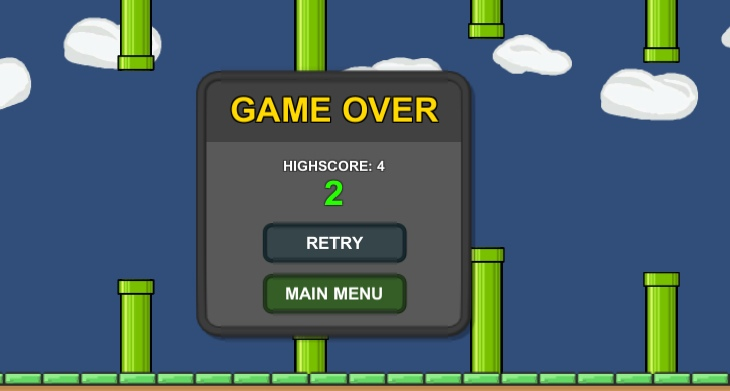 GAME OVER
HIGHSCORE: 4
2
RETRY
MAIN MENU